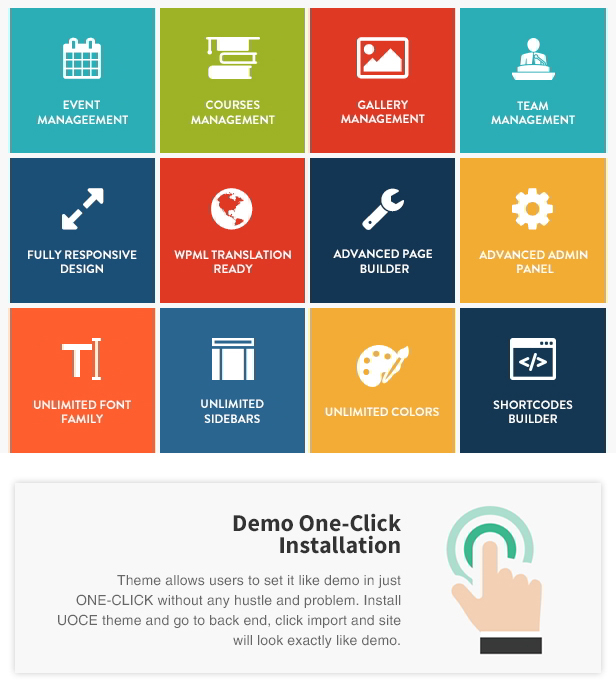 EVENT
MANAGEEMENT
COURSES
MANAGEMENT
GALLERY
MANAGEMENT
TEAM
MANAGEMENT
FULLY RESPONSIVE
DESIGN
WPML TRANSLATION
READY
ADVANCED PAGE
BUILDER
ADVANCED ADMIN
PANEL
UNLIMITED FONT
FAMILY
UNLIMITED
SIDEBARS
UNLIMITED COLORS
</>
SHORTCODES
BUILDER
Demo One-Click
Installation
Theme allows users to set it like demo in just
ONE-CLICK without any hustle and problem. Install
UOCE theme and go to back end, click import and site
will look exactly like demo.